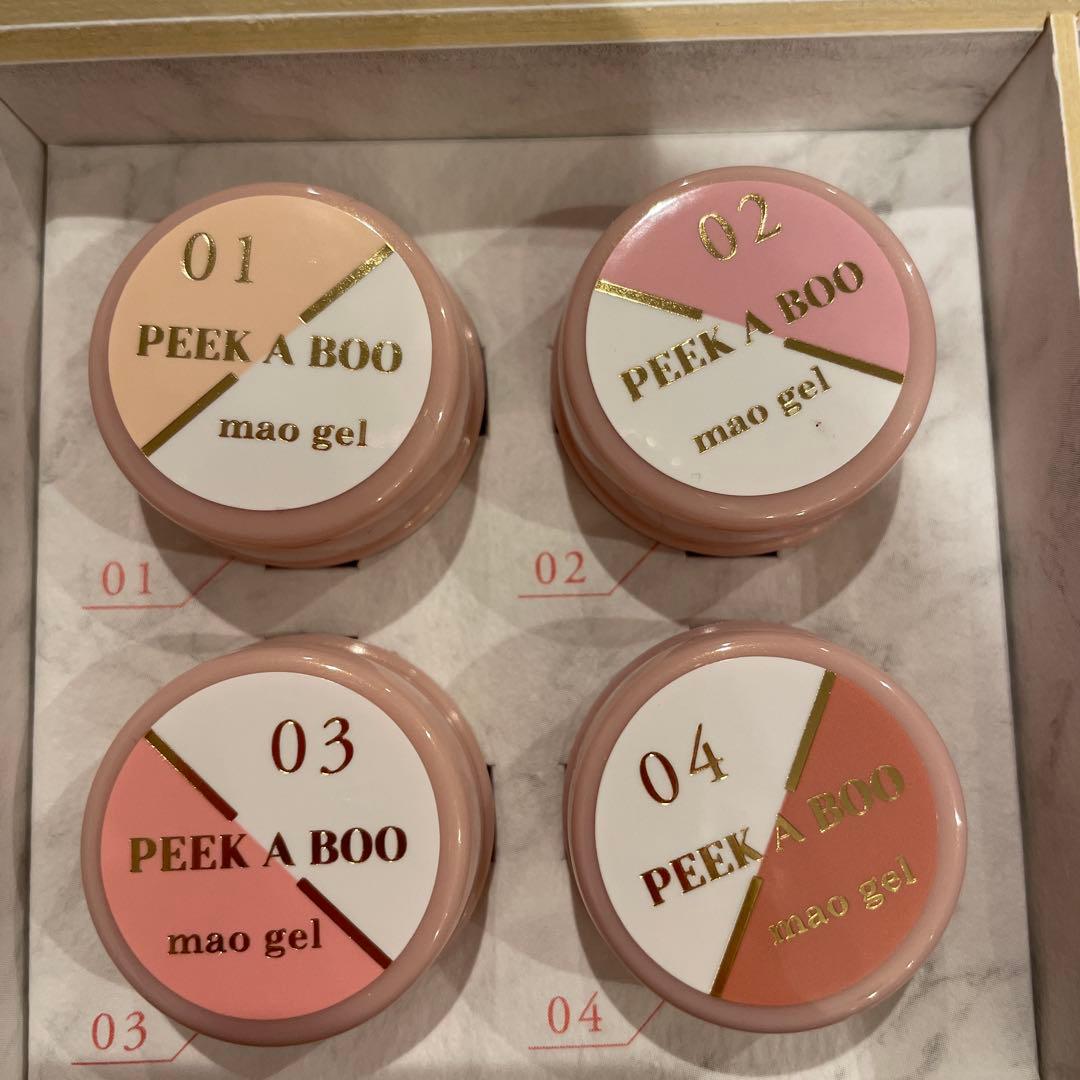 01
PEEK A BOO
mao gel
02
PEEK A BOO
mao gel
01
02
03
PEEK A BOO
mao gel
04
PEEK A BOO
mao gel
03
04